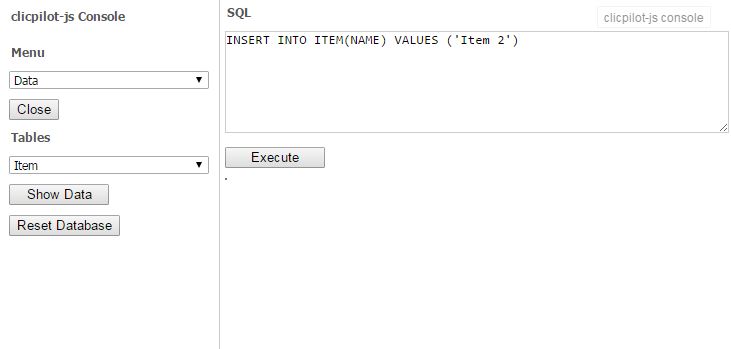 clicpilot-js Console
Menu
Data
Close
Tables
Item
Show Data
Reset Database
SQL
clicpilot-js console
INSERT INTO ITEM(NAME) VALUES ('Item 2')
Execute
.